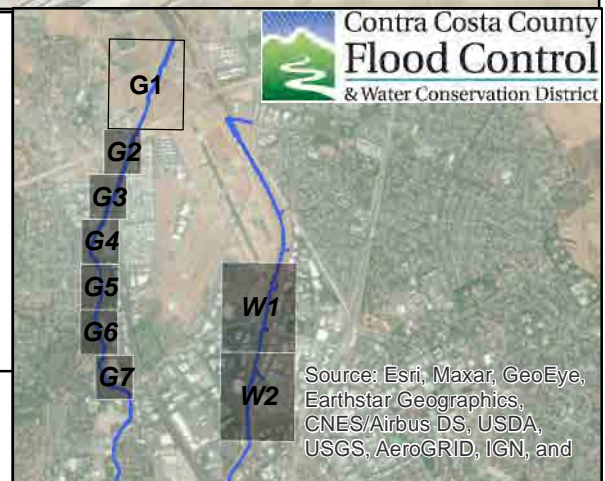 Contra Costa County
Flood Control
& Water Conservation District
G1
G2
G3
G4
G5
G6
G7
W1
W2
Source: Esri, Maxar, GeoEye,
Earthstar Geographics,
CNES/Airbus DS, USDA,
USGS, AeroGRID, IGN, and